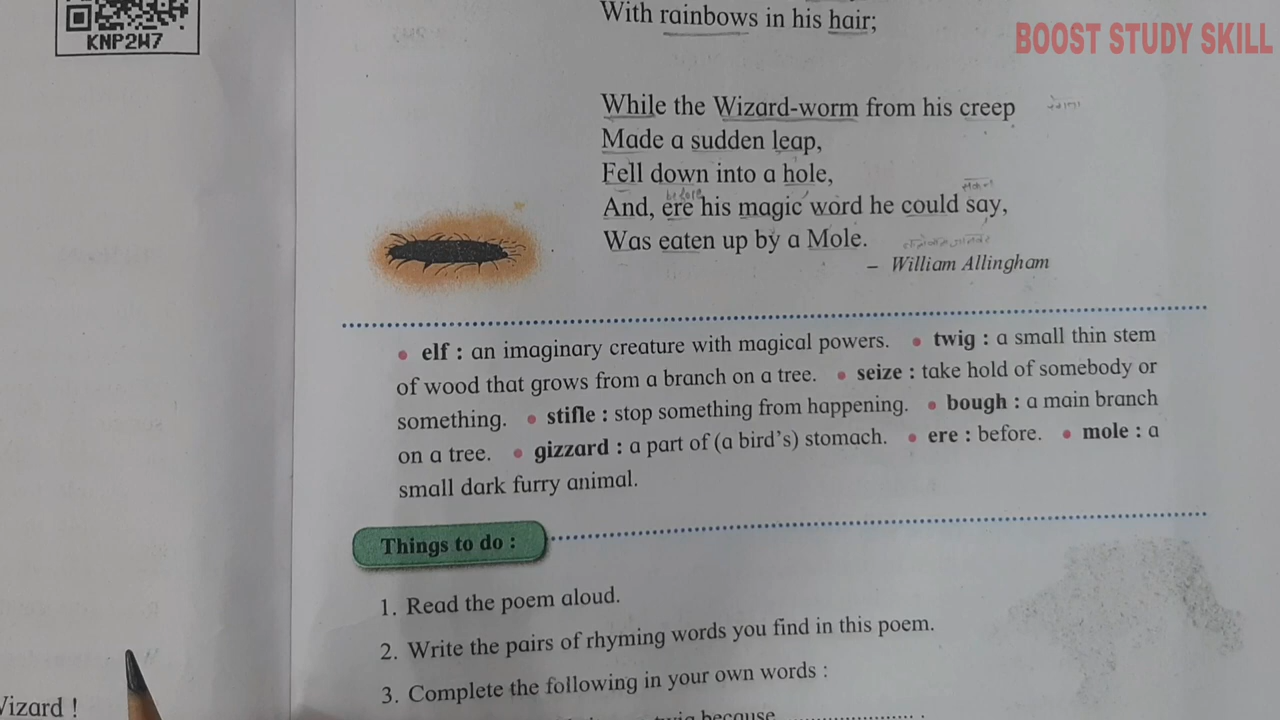 KNP2W7
With rainbows in his hair;
BOOST STUDY SKILL
While the Wizard-worm from his creep
Made a sudden leap,
Fell down into a hole,
before
And, ere his magic word he could say,
Was eaten up by a Mole.
– William Allingham
• elf : an imaginary creature with magical powers. • twig : a small thin stem
of wood that grows from a branch on a tree. • seize : take hold of somebody or
something. • stifle : stop something from happening. • bough : a main branch
on a tree. • gizzard : a part of (a bird's) stomach. • ere : before. • mole : a
small dark furry animal.
Things to do :
1. Read the poem aloud.
2. Write the pairs of rhyming words you find in this poem.
3. Complete the following in your own words :
Wizard !
because .................... .